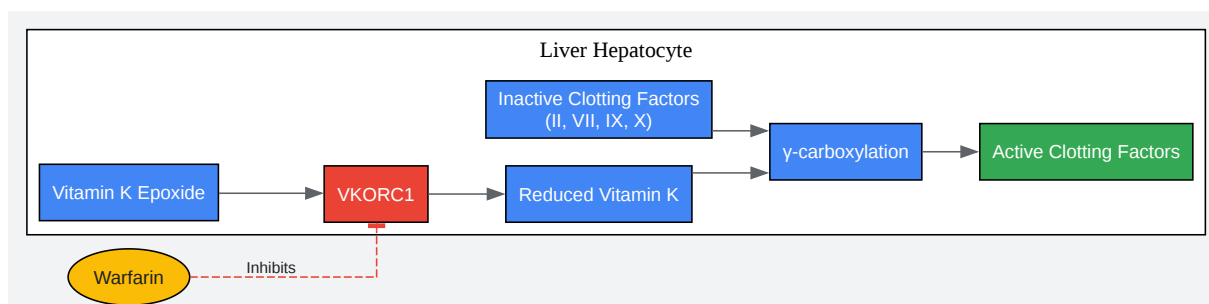 Liver Hepatocyte
Inactive Clotting Factors
(II, VII, IX, X)
γ-carboxylation
Active Clotting Factors
Vitamin K Epoxide
VKORC1
Reduced Vitamin K
Inhibits
Warfarin